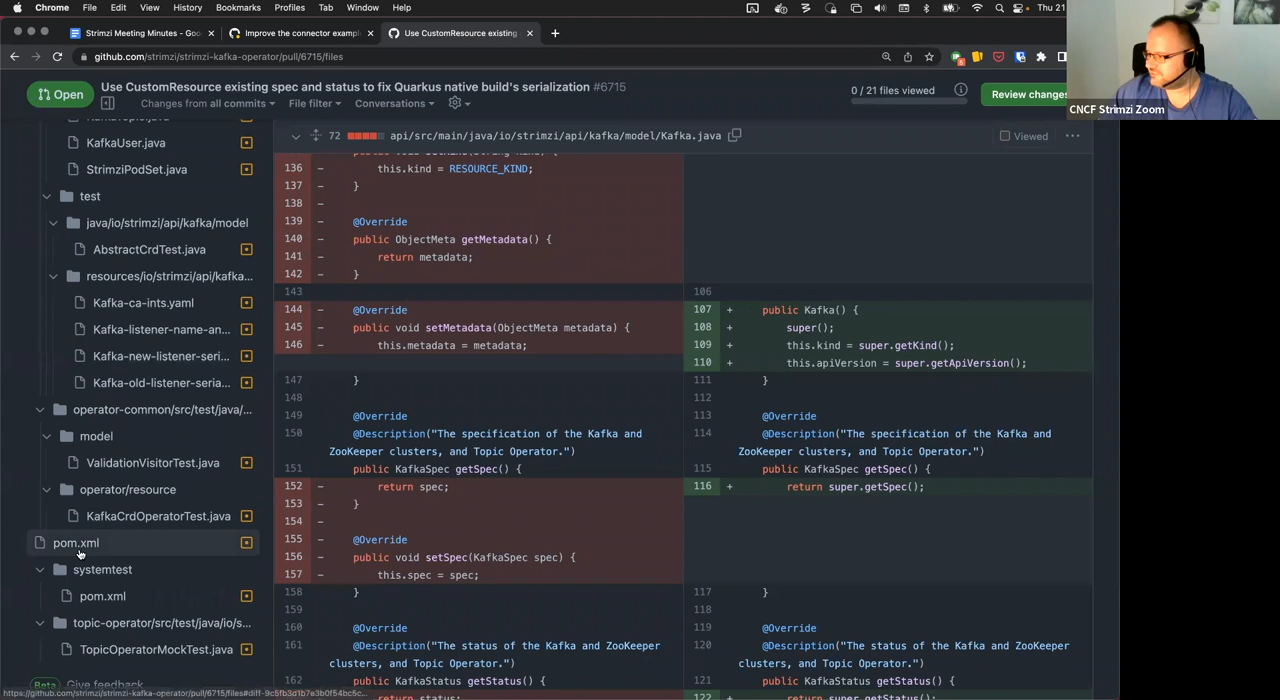 Chrome File Edit View History Bookmarks Profiles Tab Window Help Thu 21
Strimzi Meeting Minutes - Goo
Improve the connector exampl
Use CustomResource existing
github.com/strimzi/strimzi-kafka-operator/pull/6715/files
Open
Use CustomResource existing spec and status to fix Quarkus native build's serialization #6715
Changes from all commits File filter Conversations
0 / 21 files viewed
Review changes
CNCF Strimzi Zoom
KafkaUser.java
StrimziPodSet.java
test
java/io/strimzi/api/kafka/model
AbstractCrdTest.java
resources/io/strimzi/api/kafka...
Kafka-ca-ints.yaml
Kafka-listener-name-an...
Kafka-new-listener-seri...
Kafka-old-listener-seria...
operator-common/src/test/java/...
model
ValidationVisitorTest.java
operator/resource
KafkaCrdOperatorTest.java
pom.xml
systemtest
pom.xml
topic-operator/src/test/java/io/s...
TopicOperatorMockTest.java
Beta Give feedback
72 api/src/main/java/io/strimzi/api/kafka/model/Kafka.java
Viewed
136 - this.kind = RESOURCE_KIND;
137 - }
138 -
139 - @Override
140 - public ObjectMeta getMetadata() {
141 - return metadata;
142 - }
143
144 - @Override
145 - public void setMetadata(ObjectMeta metadata) {
146 - this.metadata = metadata;
147 }
148
149 @Override
150 @Description("The specification of the Kafka and
ZooKeeper clusters, and Topic Operator.")
151 public KafkaSpec getSpec() {
152 - return spec;
153 - }
154 -
155 - @Override
156 - public void setSpec(KafkaSpec spec) {
157 - this.spec = spec;
158 }
159
160 @Override
161 @Description("The status of the Kafka and ZooKeeper
clusters, and Topic Operator.")
162 public KafkaStatus getStatus() {
106
107 + public Kafka() {
108 + super();
109 + this.kind = super.getKind();
110 + this.apiVersion = super.getApiVersion();
111 }
112
113 @Override
114 @Description("The specification of the Kafka and
ZooKeeper clusters, and Topic Operator.")
115 public KafkaSpec getSpec() {
116 + return super.getSpec();
117 }
118
119 @Override
120 @Description("The status of the Kafka and ZooKeeper
clusters, and Topic Operator.")
121 public KafkaStatus getStatus() {
122 + return super.getStatus();